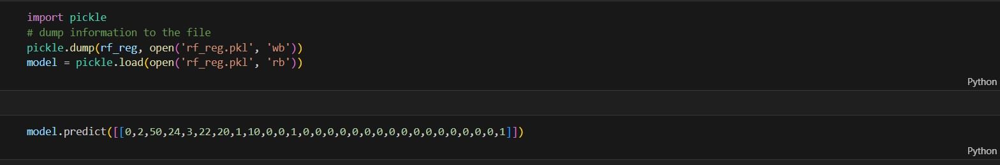 import pickle
# dump information to the file
pickle.dump(rf_reg, open('rf_reg.pkl', 'wb'))
model = pickle.load(open('rf_reg.pkl', 'rb'))
Python
model.predict([[0,2,50,24,3,22,20,1,10,0,0,1,0,0,0,0,0,0,0,0,0,0,0,0,0,0,0,0,1]])
Python